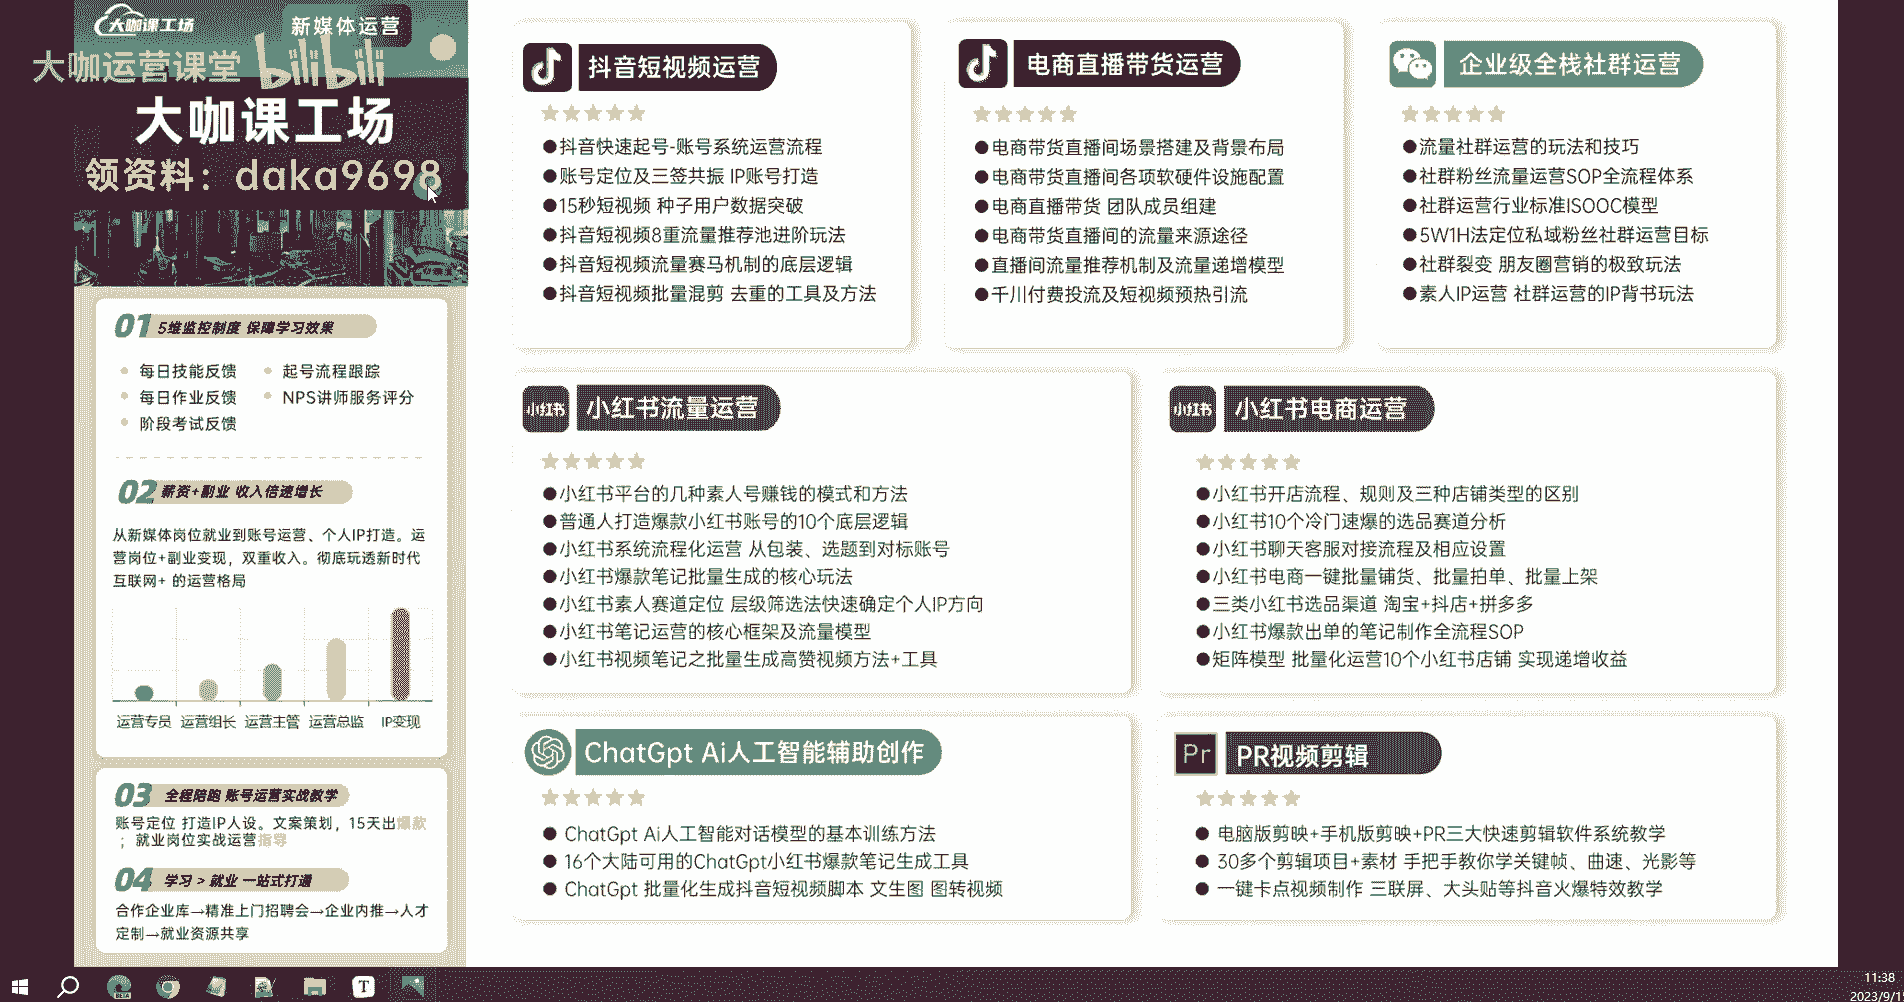 大咖课工场
新媒体运营
大咖运营课堂 bilibili
大咖课工场
领资料：daka9698
01 5维监控制度 保障学习效果
每日技能反馈
起号流程跟踪
每日作业反馈
NPS讲师服务评分
阶段考试反馈
02 薪资+副业 收入倍速增长
从新媒体岗位就业到账号运营、个人IP打造。运
营岗位+副业变现，双重收入。彻底玩透新时代
互联网+ 的运营格局
运营专员 运营组长 运营主管 运营总监 IP变现
03 全程陪跑 账号运营实战教学
账号定位 打造IP人设。文案策划，15天出爆款
；就业岗位实战运营指导
04 学习 > 就业 一站式打通
合作企业库→精准上门招聘会→企业内推→人才
定制→就业资源共享
抖音短视频运营
●抖音快速起号-账号系统运营流程
●账号定位及三签共振 IP账号打造
●15秒短视频 种子用户数据突破
●抖音短视频8重流量推荐池进阶玩法
●抖音短视频流量赛马机制的底层逻辑
●抖音短视频批量混剪 去重的工具及方法
电商直播带货运营
●电商带货直播间场景搭建及背景布局
●电商带货直播间各项软硬件设施配置
●电商直播带货 团队成员组建
●电商带货直播间的流量来源途径
●直播间流量推荐机制及流量递增模型
●千川付费投流及短视频预热引流
企业级全栈社群运营
●流量社群运营的玩法和技巧
●社群粉丝流量运营SOP全流程体系
●社群运营行业标准ISOOC模型
●5W1H法定位私域粉丝社群运营目标
●社群裂变 朋友圈营销的极致玩法
●素人IP运营 社群运营的IP背书玩法
小红书 小红书流量运营
●小红书平台的几种素人号赚钱的模式和方法
●普通人打造爆款小红书账号的10个底层逻辑
●小红书系统流程化运营 从包装、选题到对标账号
●小红书爆款笔记批量生成的核心玩法
●小红书素人赛道定位 层级筛选法快速确定个人IP方向
●小红书笔记运营的核心框架及流量模型
●小红书视频笔记之批量生成高赞视频方法+工具
小红书 小红书电商运营
●小红书开店流程、规则及三种店铺类型的区别
●小红书10个冷门速爆的选品赛道分析
●小红书聊天客服对接流程及相应设置
●小红书电商一键批量铺货、批量拍单、批量上架
●三类小红书选品渠道 淘宝+抖店+拼多多
●小红书爆款出单的笔记制作全流程SOP
●矩阵模型 批量化运营10个小红书店铺 实现递增收益
ChatGpt Ai人工智能辅助创作
● ChatGpt Ai人工智能对话模型的基本训练方法
● 16个大陆可用的ChatGpt小红书爆款笔记生成工具
● ChatGpt 批量化生成抖音短视频脚本 文生图 图转视频
Pr PR视频剪辑
● 电脑版剪映+手机版剪映+PR三大快速剪辑软件系统教学
● 30多个剪辑项目+素材 手把手教你学关键帧、曲速、光影等
● 一键卡点视频制作 三联屏、大头贴等抖音火爆特效教学
BETA
T
11:38